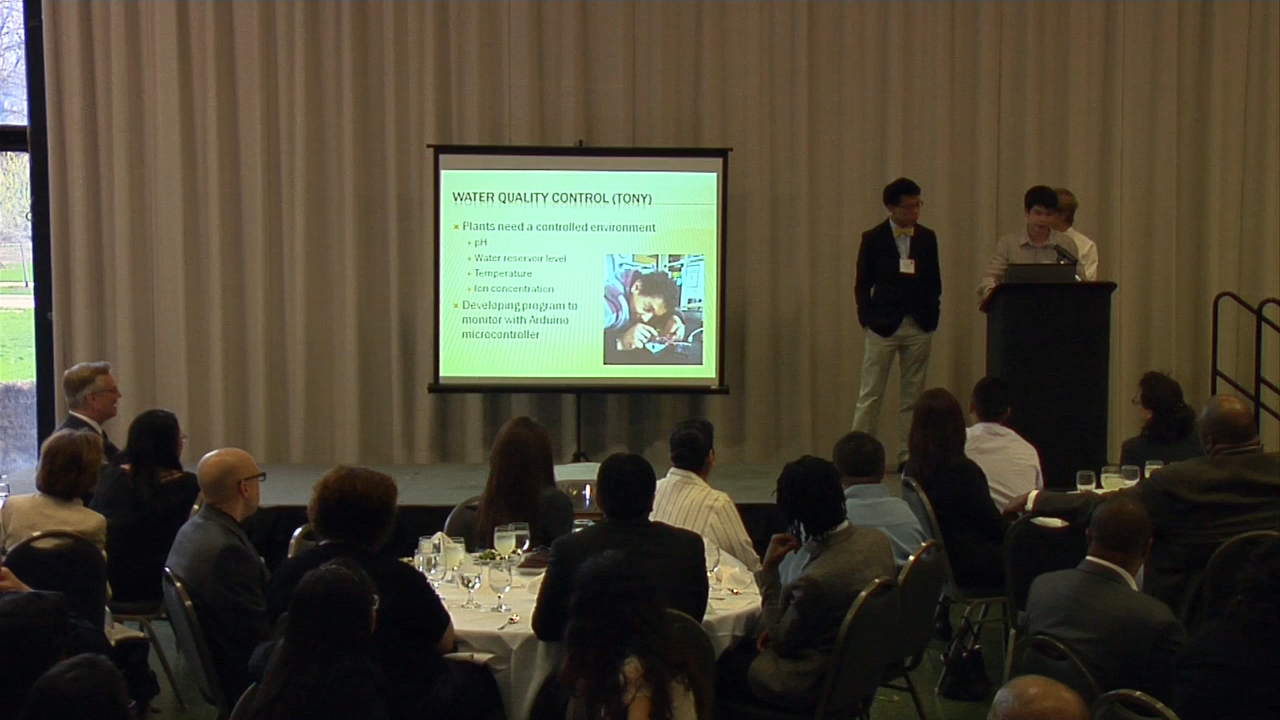 WATER QUALITY CONTROL (TONY)
Plants need a controlled environment
pH
Water reservoir level
Temperature
Ion concentration
Developing program to
monitor with Arduino
microcontroller